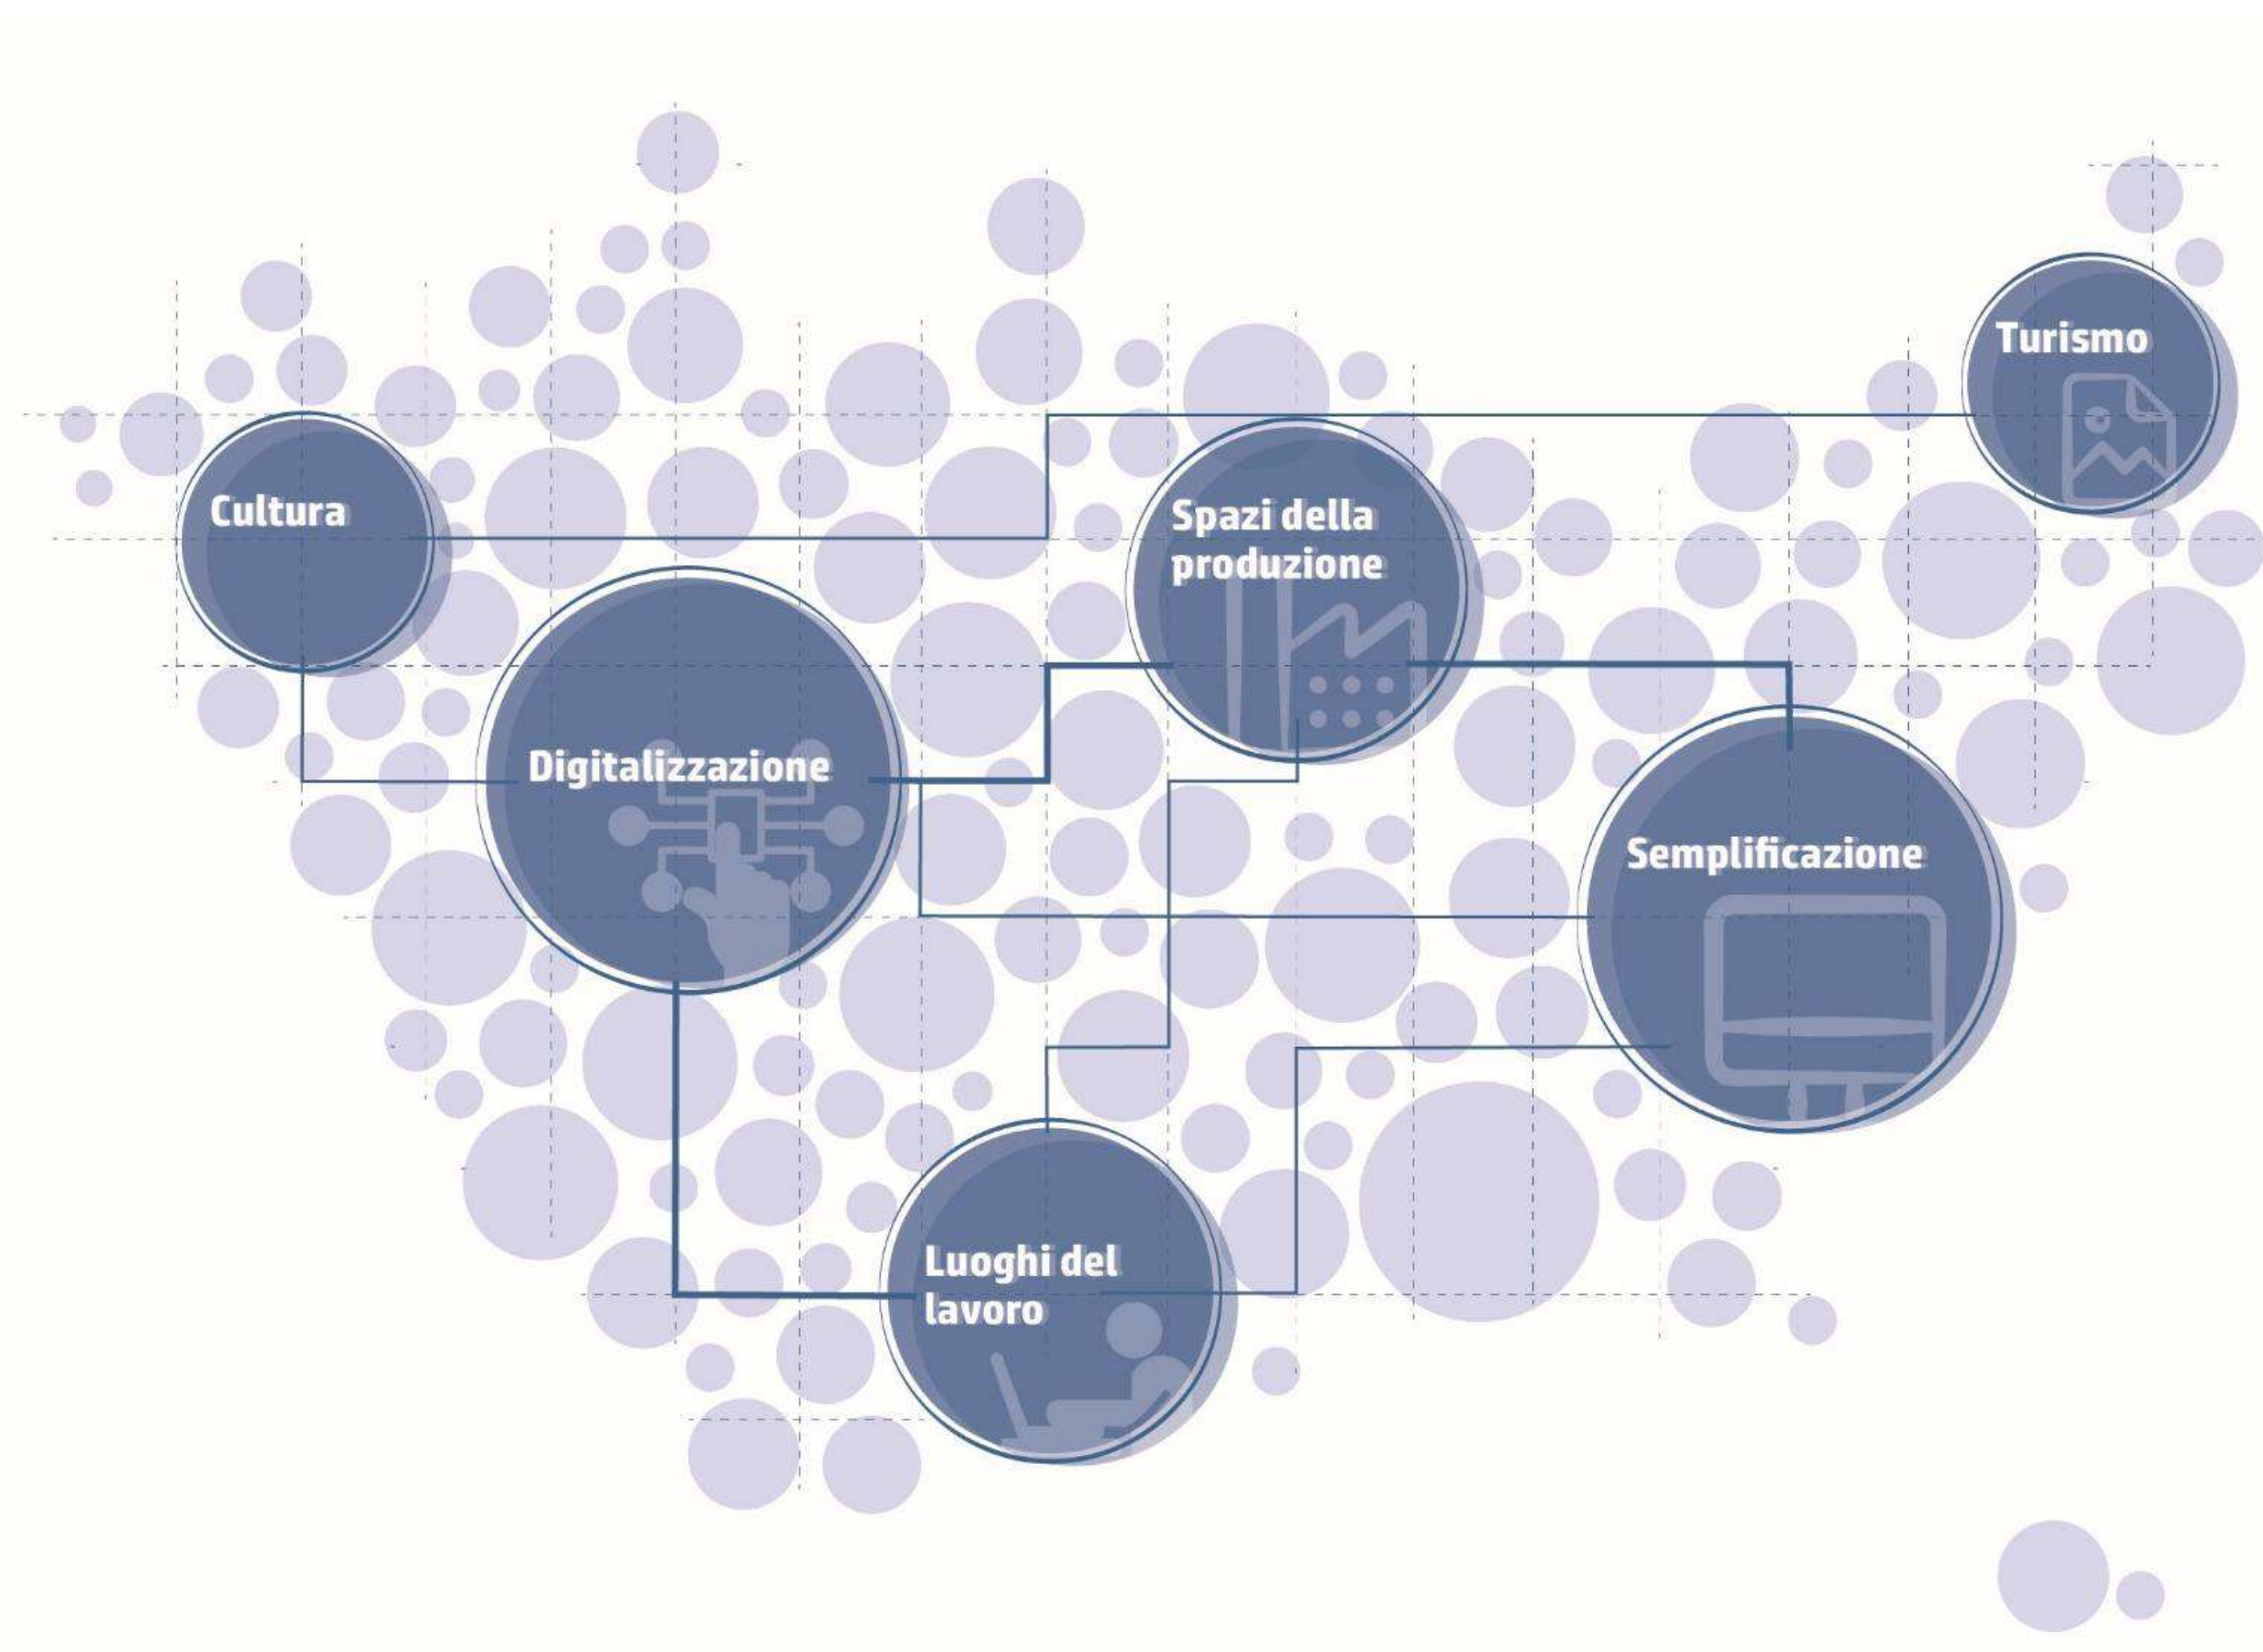 Turismo
Cultura
Spazi della
produzione
Digitalizzazione
Semplificazione
Luoghi del
lavoro